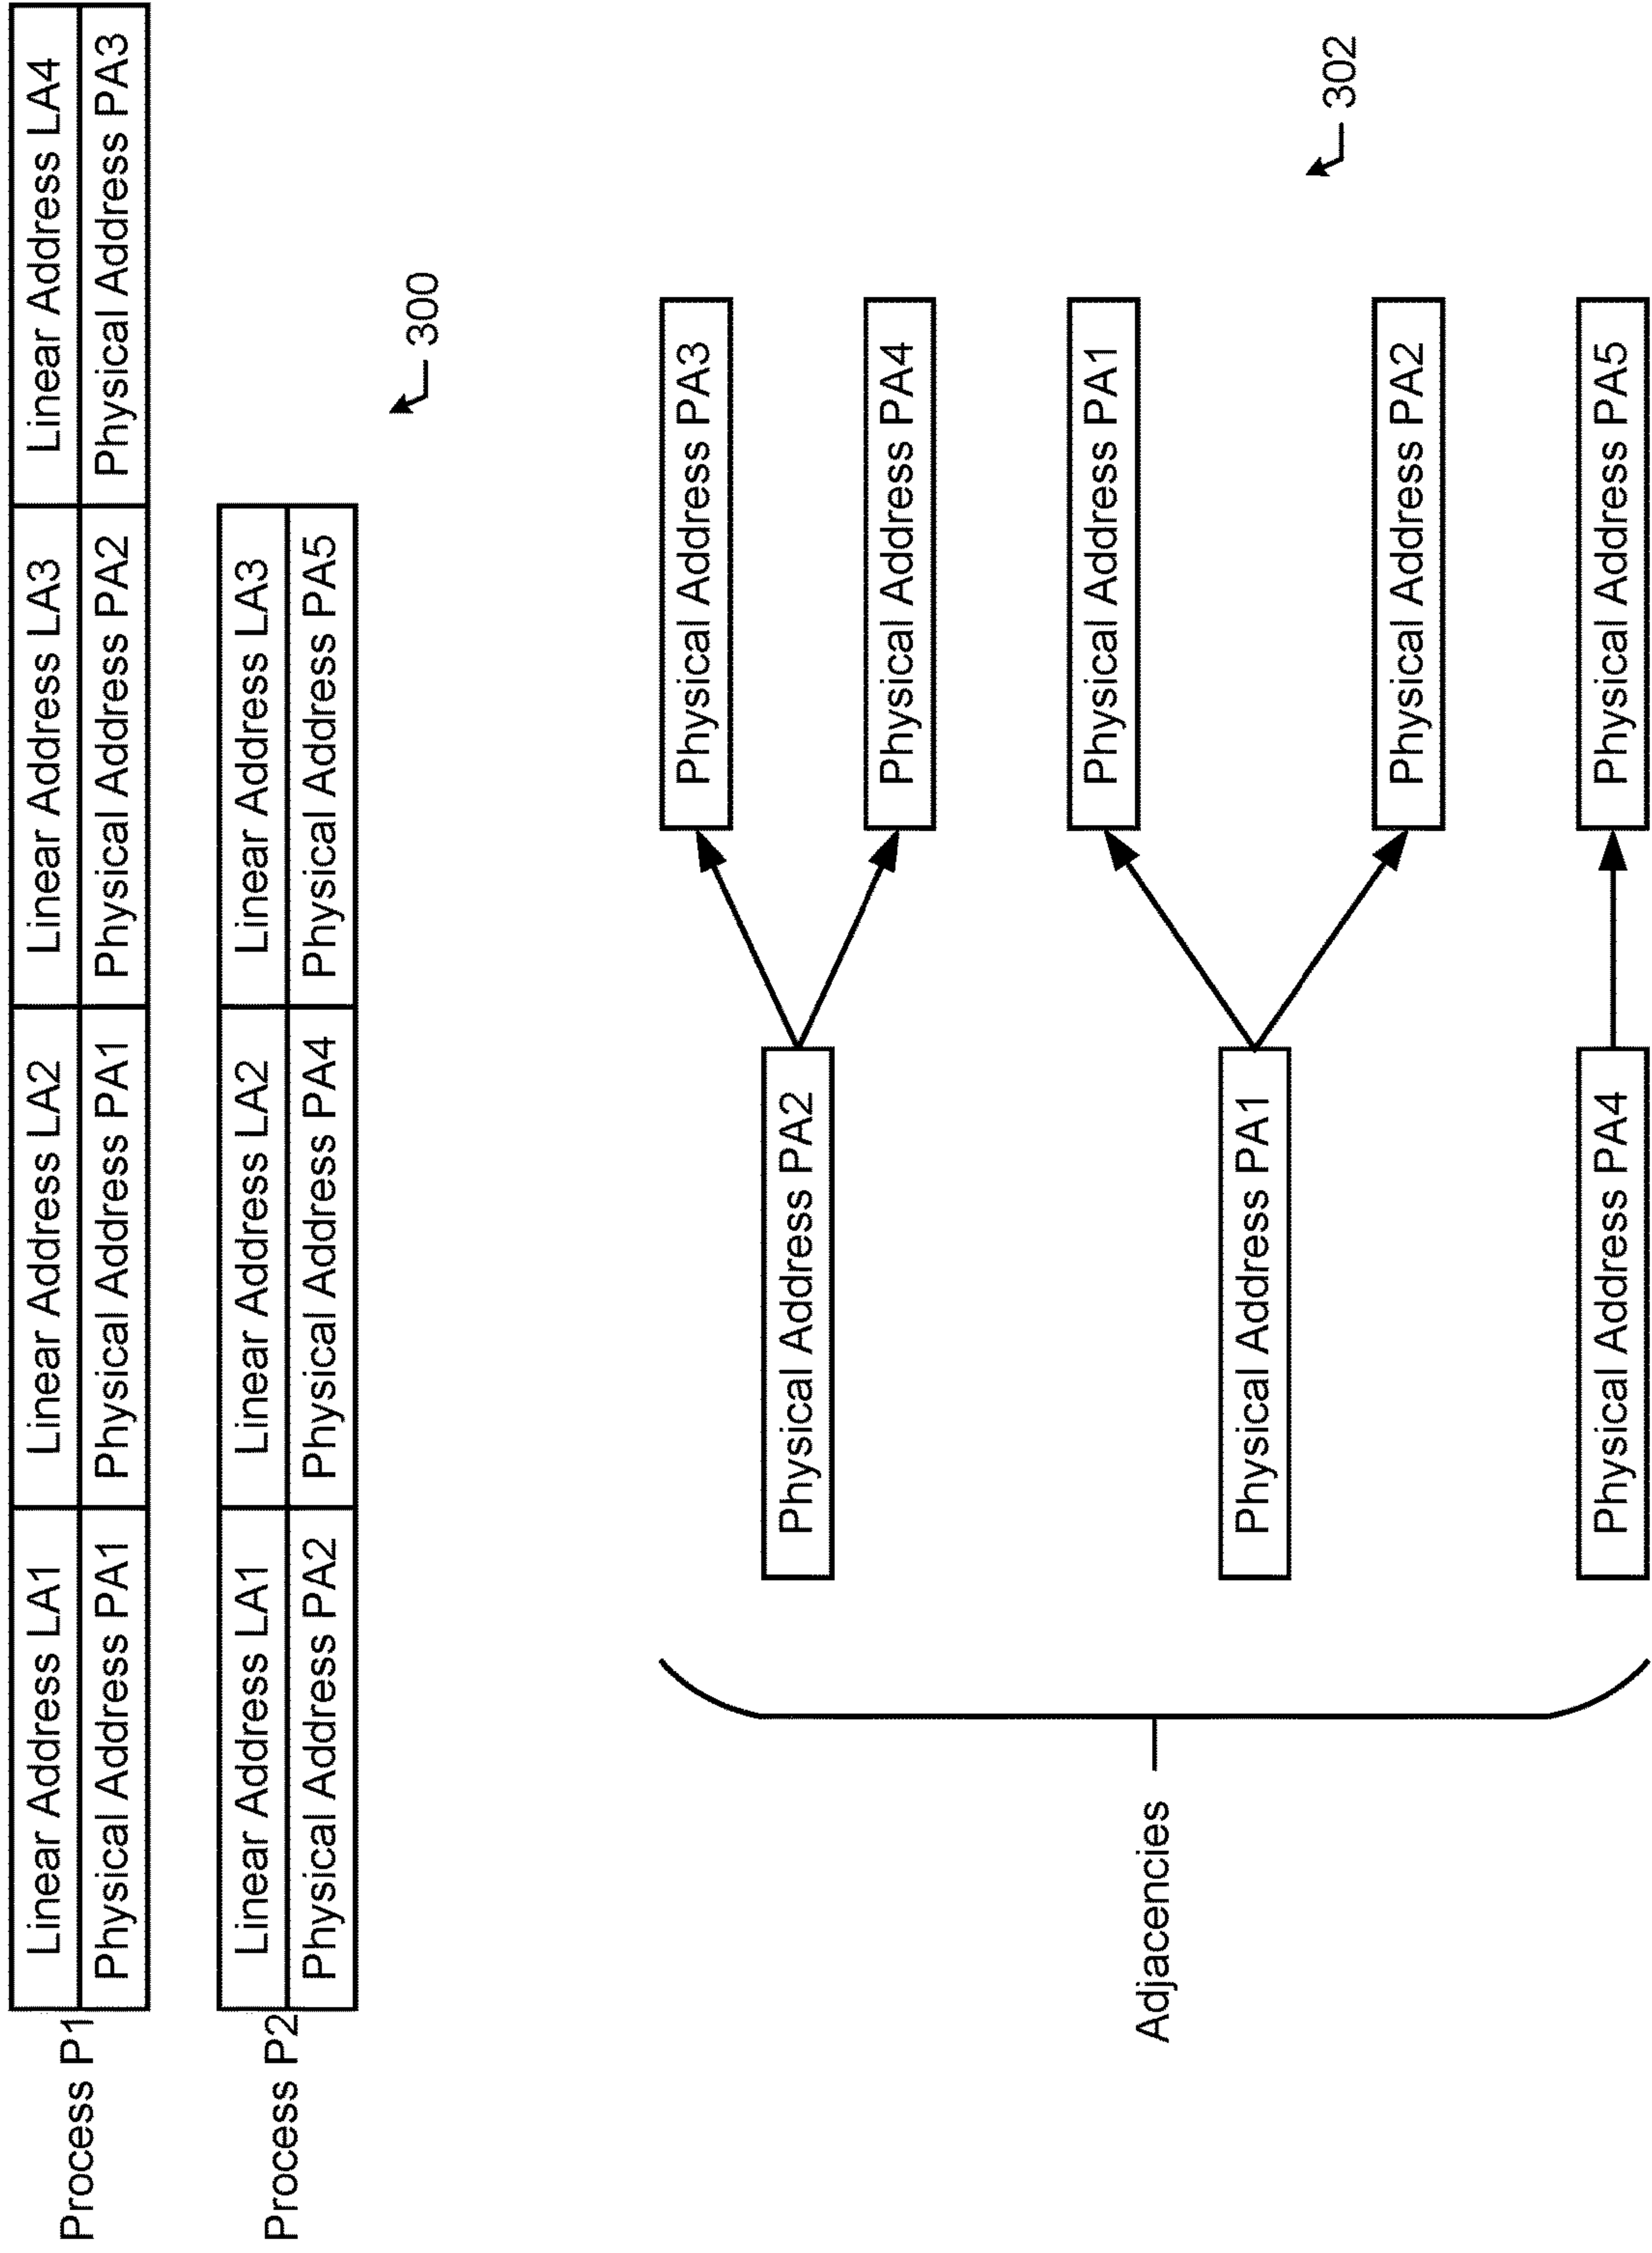 Process P1
Linear Address LA1
Linear Address LA2
Linear Address LA3
Linear Address LA4
Physical Address PA1
Physical Address PA1
Physical Address PA2
Physical Address PA3
Process P2
Linear Address LA1
Linear Address LA2
Linear Address LA3
Physical Address PA2
Physical Address PA4
Physical Address PA5
300
Adjacencies
Physical Address PA2
Physical Address PA3
Physical Address PA4
Physical Address PA1
Physical Address PA1
Physical Address PA2
Physical Address PA4
Physical Address PA5
302